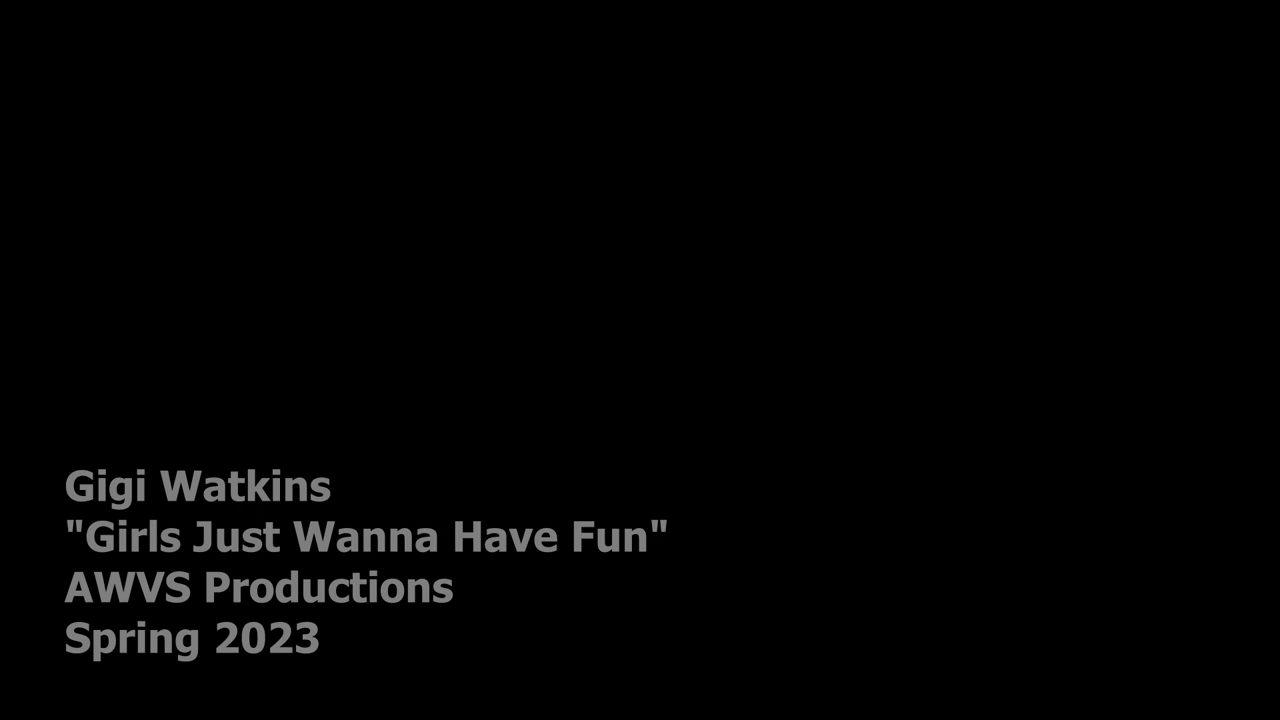 Gigi Watkins
"Girls Just Wanna Have Fun"
AWVS Productions
Spring 2023